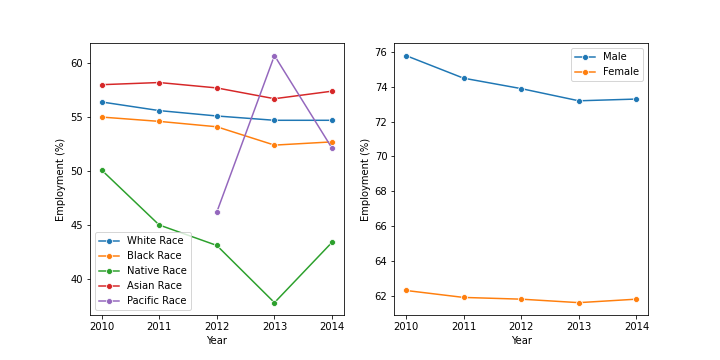 60
55
50
45
40
Employment (%)
White Race
Black Race
Native Race
Asian Race
Pacific Race
2010 2011 2012 2013 2014
Year
76
74
72
70
68
66
64
62
Employment (%)
Male
Female
2010 2011 2012 2013 2014
Year